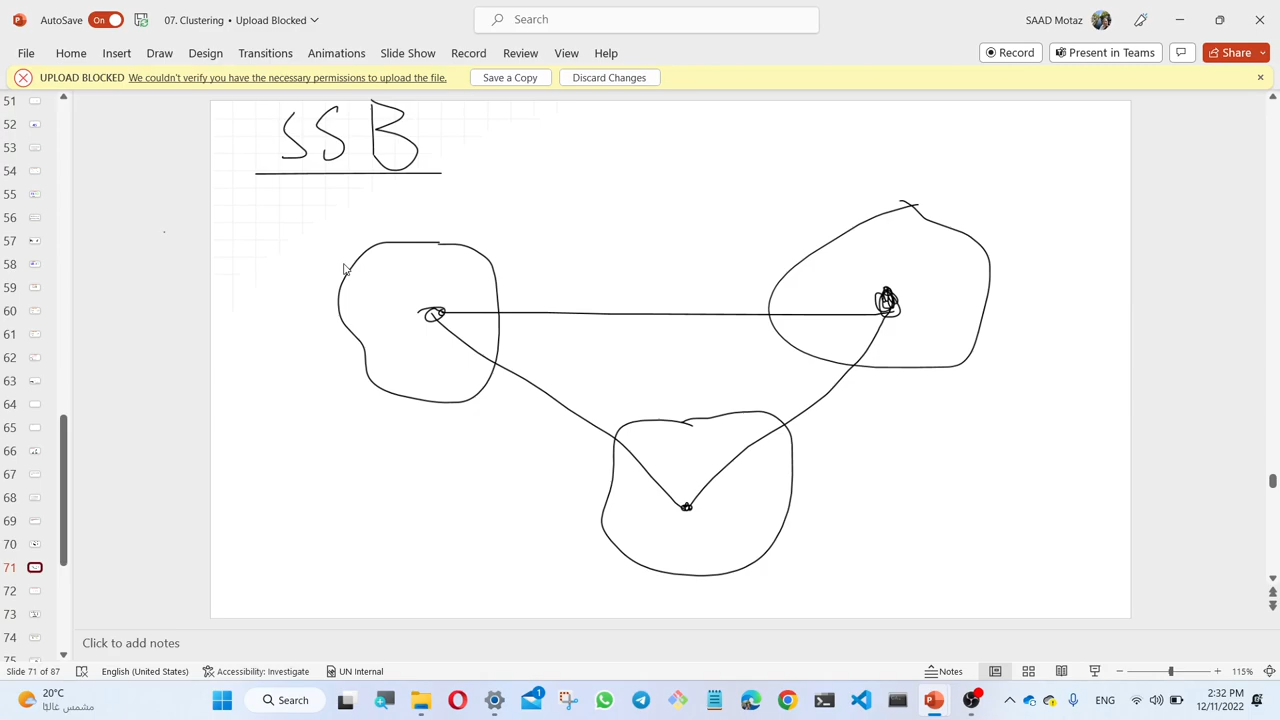 AutoSave On 07. Clustering • Upload Blocked Search SAAD Motaz
File Home Insert Draw Design Transitions Animations Slide Show Record Review View Help Record Present in Teams Share
UPLOAD BLOCKED We couldn't verify you have the necessary permissions to upload the file. Save a Copy Discard Changes
51
52
53
54
55
56
57
58
59
60
61
62
63
64
65
66
67
68
69
70
71
72
73
74
75
SSB
Click to add notes
Slide 71 of 87 English (United States) Accessibility: Investigate UN Internal Notes 115%
20°C
مشمس غالبًا
Search
1
ENG
2:32 PM
12/11/2022